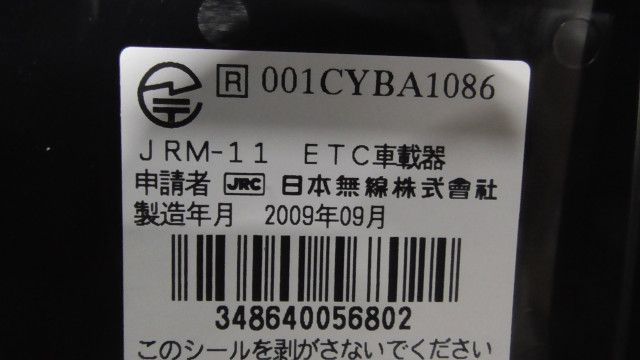 R 001CYBA1086
JRM-11 ETC車載器
申請者 JRC 日本無線株式會社
製造年月 2009年09月
348640056802
このシールを剥がさないでください